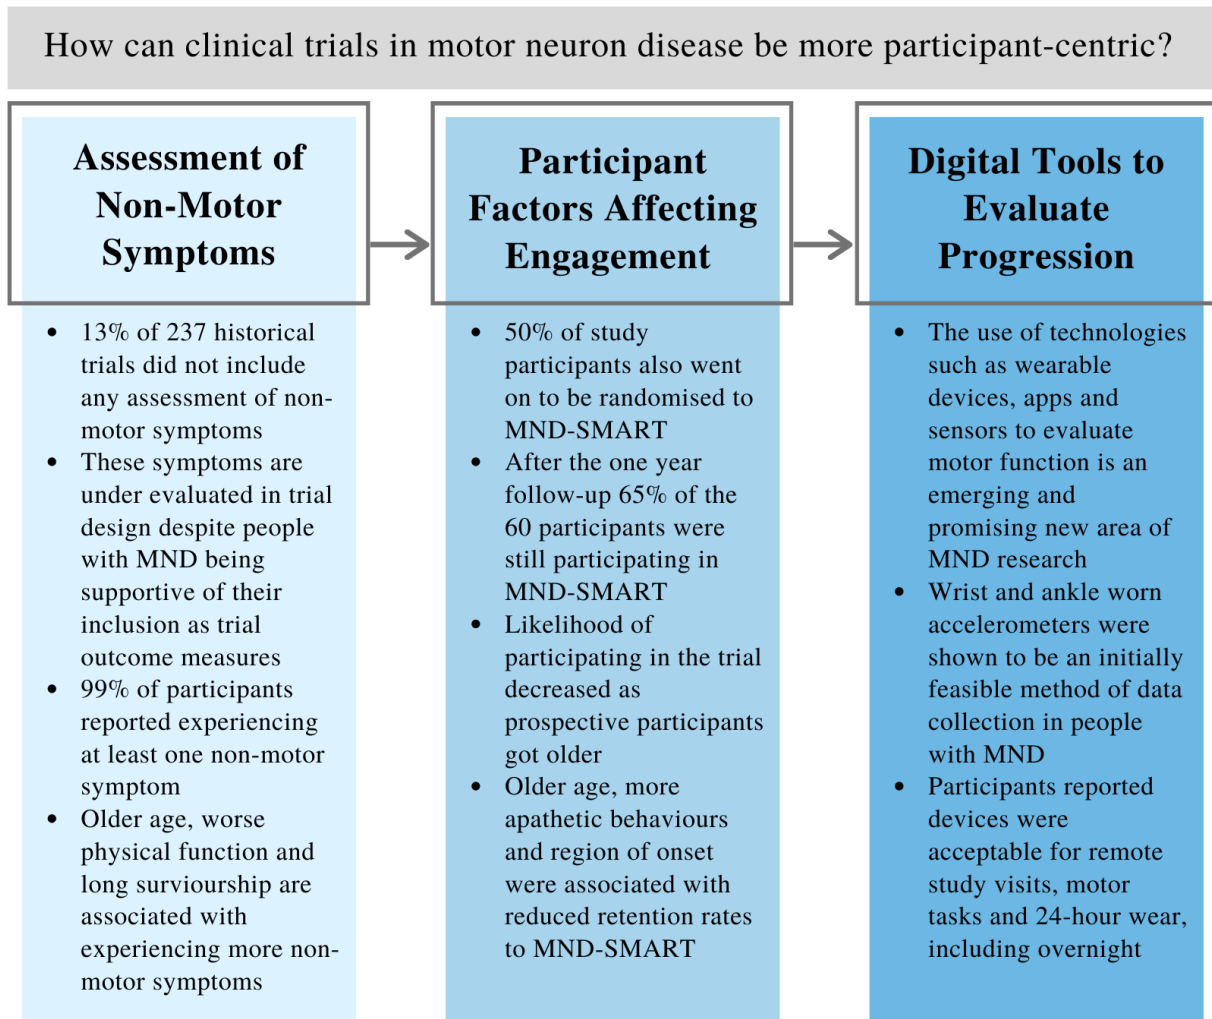 How can clinical trials in motor neuron disease be more participant-centric?
Assessment of
Non-Motor
Symptoms
• 13% of 237 historical
trials did not include
any assessment of non-
motor symptoms
• These symptoms are
under evaluated in trial
design despite people
with MND being
supportive of their
inclusion as trial
outcome measures
• 99% of participants
reported experiencing
at least one non-motor
symptom
• Older age, worse
physical function and
long surviourship are
associated with
experiencing more non-
motor symptoms
Participant
Factors Affecting
Engagement
• 50% of study
participants also went
on to be randomised to
MND-SMART
• After the one year
follow-up 65% of the
60 participants were
still participating in
MND-SMART
• Likelihood of
participating in the trial
decreased as
prospective participants
got older
• Older age, more
apathetic behaviours
and region of onset
were associated with
reduced retention rates
to MND-SMART
Digital Tools to
Evaluate
Progression
• The use of technologies
such as wearable
devices, apps and
sensors to evaluate
motor function is an
emerging and
promising new area of
MND research
• Wrist and ankle worn
accelerometers were
shown to be an initially
feasible method of data
collection in people
with MND
• Participants reported
devices were
acceptable for remote
study visits, motor
tasks and 24-hour wear,
including overnight